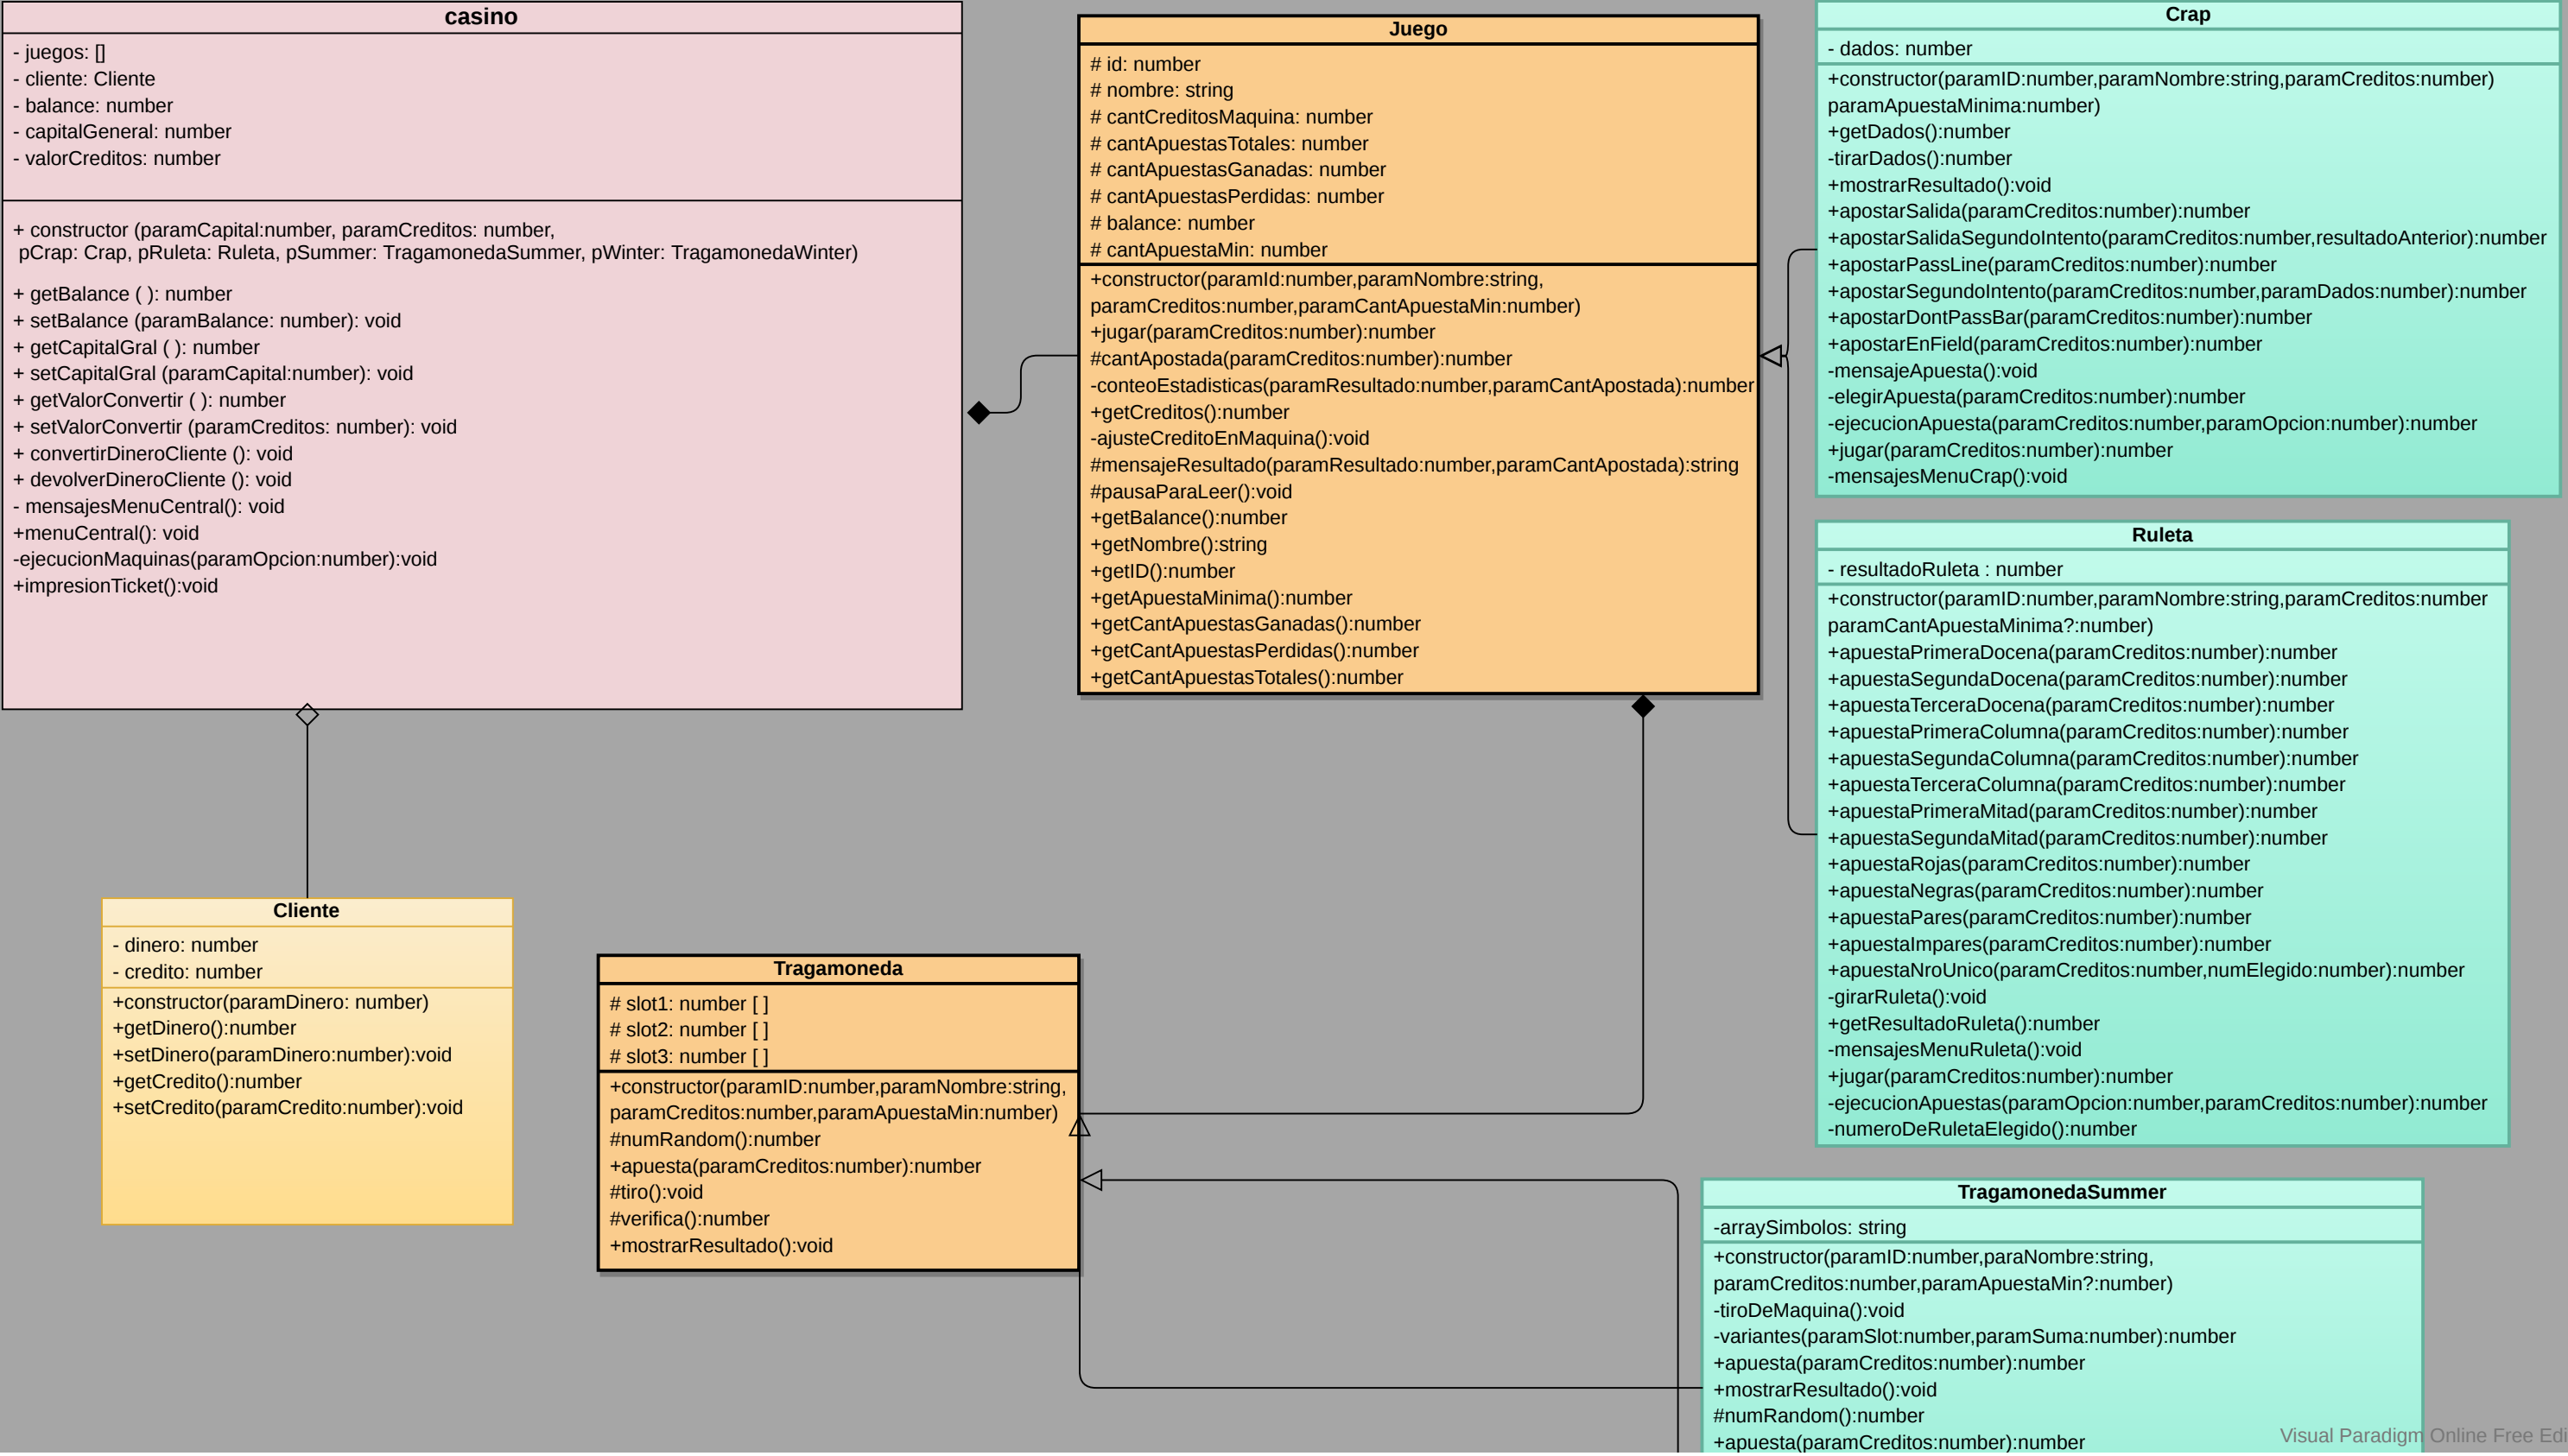 casino
- juegos: []
- cliente: Cliente
- balance: number
- capitalGeneral: number
- valorCreditos: number
+ constructor (paramCapital:number, paramCreditos: number,
pCrap: Crap, pRuleta: Ruleta, pSummer: TragamonedaSummer, pWinter: TragamonedaWinter)
+ getBalance ( ): number
+ setBalance (paramBalance: number): void
+ getCapitalGral ( ): number
+ setCapitalGral (paramCapital:number): void
+ getValorConvertir ( ): number
+ setValorConvertir (paramCreditos: number): void
+ convertirDineroCliente (): void
+ devolverDineroCliente (): void
- mensajesMenuCentral(): void
+menuCentral(): void
-ejecucionMaquinas(paramOpcion:number):void
+impresionTicket():void
Juego
# id: number
# nombre: string
# cantCreditosMaquina: number
# cantApuestasTotales: number
# cantApuestasGanadas: number
# cantApuestasPerdidas: number
# balance: number
# cantApuestaMin: number
+constructor(paramId:number,paramNombre:string,
paramCreditos:number,paramCantApuestaMin:number)
+jugar(paramCreditos:number):number
#cantApostada(paramCreditos:number):number
-conteoEstadisticas(paramResultado:number,paramCantApostada):number
+getCreditos():number
-ajusteCreditoEnMaquina():void
#mensajeResultado(paramResultado:number,paramCantApostada):string
#pausaParaLeer():void
+getBalance():number
+getNombre():string
+getID():number
+getApuestaMinima():number
+getCantApuestasGanadas():number
+getCantApuestasPerdidas():number
+getCantApuestasTotales():number
Crap
- dados: number
+constructor(paramID:number,paramNombre:string,paramCreditos:number)
paramApuestaMinima:number)
+getDados():number
-tirarDados():number
+mostrarResultado():void
+apostarSalida(paramCreditos:number):number
+apostarSalidaSegundoIntento(paramCreditos:number,resultadoAnterior):number
+apostarPassLine(paramCreditos:number):number
+apostarSegundoIntento(paramCreditos:number,paramDados:number):number
+apostarDontPassBar(paramCreditos:number):number
+apostarEnField(paramCreditos:number):number
-mensajeApuesta():void
-elegirApuesta(paramCreditos:number):number
-ejecucionApuesta(paramCreditos:number,paramOpcion:number):number
+jugar(paramCreditos:number):number
-mensajesMenuCrap():void
Ruleta
- resultadoRuleta : number
+constructor(paramID:number,paramNombre:string,paramCreditos:number
paramCantApuestaMinima?:number)
+apuestaPrimeraDocena(paramCreditos:number):number
+apuestaSegundaDocena(paramCreditos:number):number
+apuestaTerceraDocena(paramCreditos:number):number
+apuestaPrimeraColumna(paramCreditos:number):number
+apuestaSegundaColumna(paramCreditos:number):number
+apuestaTerceraColumna(paramCreditos:number):number
+apuestaPrimeraMitad(paramCreditos:number):number
+apuestaSegundaMitad(paramCreditos:number):number
+apuestaRojas(paramCreditos:number):number
+apuestaNegras(paramCreditos:number):number
+apuestaPares(paramCreditos:number):number
+apuestaImpares(paramCreditos:number):number
+apuestaNroUnico(paramCreditos:number,numElegido:number):number
-girarRuleta():void
+getResultadoRuleta():number
-mensajesMenuRuleta():void
+jugar(paramCreditos:number):number
-ejecucionApuestas(paramOpcion:number,paramCreditos:number):number
-numeroDeRuletaElegido():number
Cliente
- dinero: number
- credito: number
+constructor(paramDinero: number)
+getDinero():number
+setDinero(paramDinero:number):void
+getCredito():number
+setCredito(paramCredito:number):void
Tragamoneda
# slot1: number [ ]
# slot2: number [ ]
# slot3: number [ ]
+constructor(paramID:number,paramNombre:string,
paramCreditos:number,paramApuestaMin:number)
#numRandom():number
+apuesta(paramCreditos:number):number
#tiro():void
#verifica():number
+mostrarResultado():void
TragamonedaSummer
-arraySimbolos: string
+constructor(paramID:number,paraNombre:string,
paramCreditos:number,paramApuestaMin?:number)
-tiroDeMaquina():void
-variantes(paramSlot:number,paramSuma:number):number
+apuesta(paramCreditos:number):number
+mostrarResultado():void
#numRandom():number
+apuesta(paramCreditos:number):number
Visual Paradigm Online Free Edi